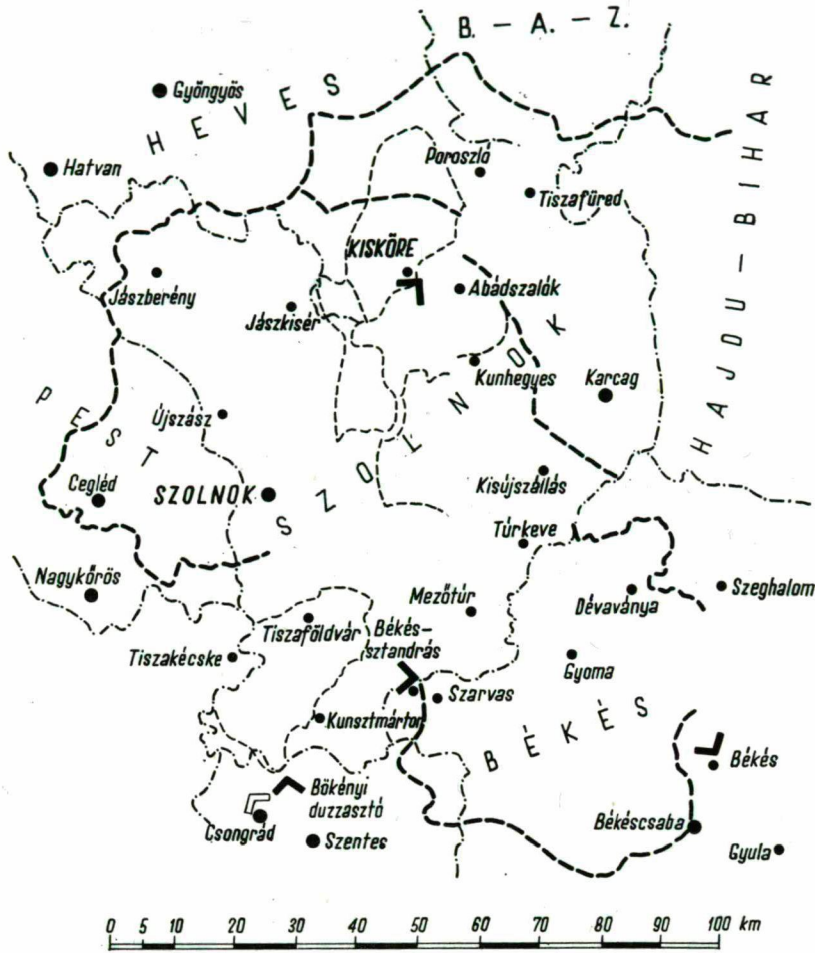 B. - A. - Z.
Gyöngyös
HEVES
HAJDU - BIHAR
Poroszló
Hatvan
Tiszafüred
KISKÖRE
Jászberény
Abádszalók
Jászkisér
Kunhegyes
Karcag
PEST
Újszász
SZOLNOK
Kisújszállás
Cegléd
SZOLNOK
Túrkeve
Nagykőrös
Mezőtúr
Dévaványa
Szeghalom
Tiszaföldvár
Békés-
sztandrás
Tiszakécske
Gyoma
Szarvas
Kunsztmárton
BÉKÉS
Békés
Bökényi
duzzasztó
Csongrád
Szentes
Békéscsaba
Gyula
0 5 10 20 30 40 50 60 70 80 100 km